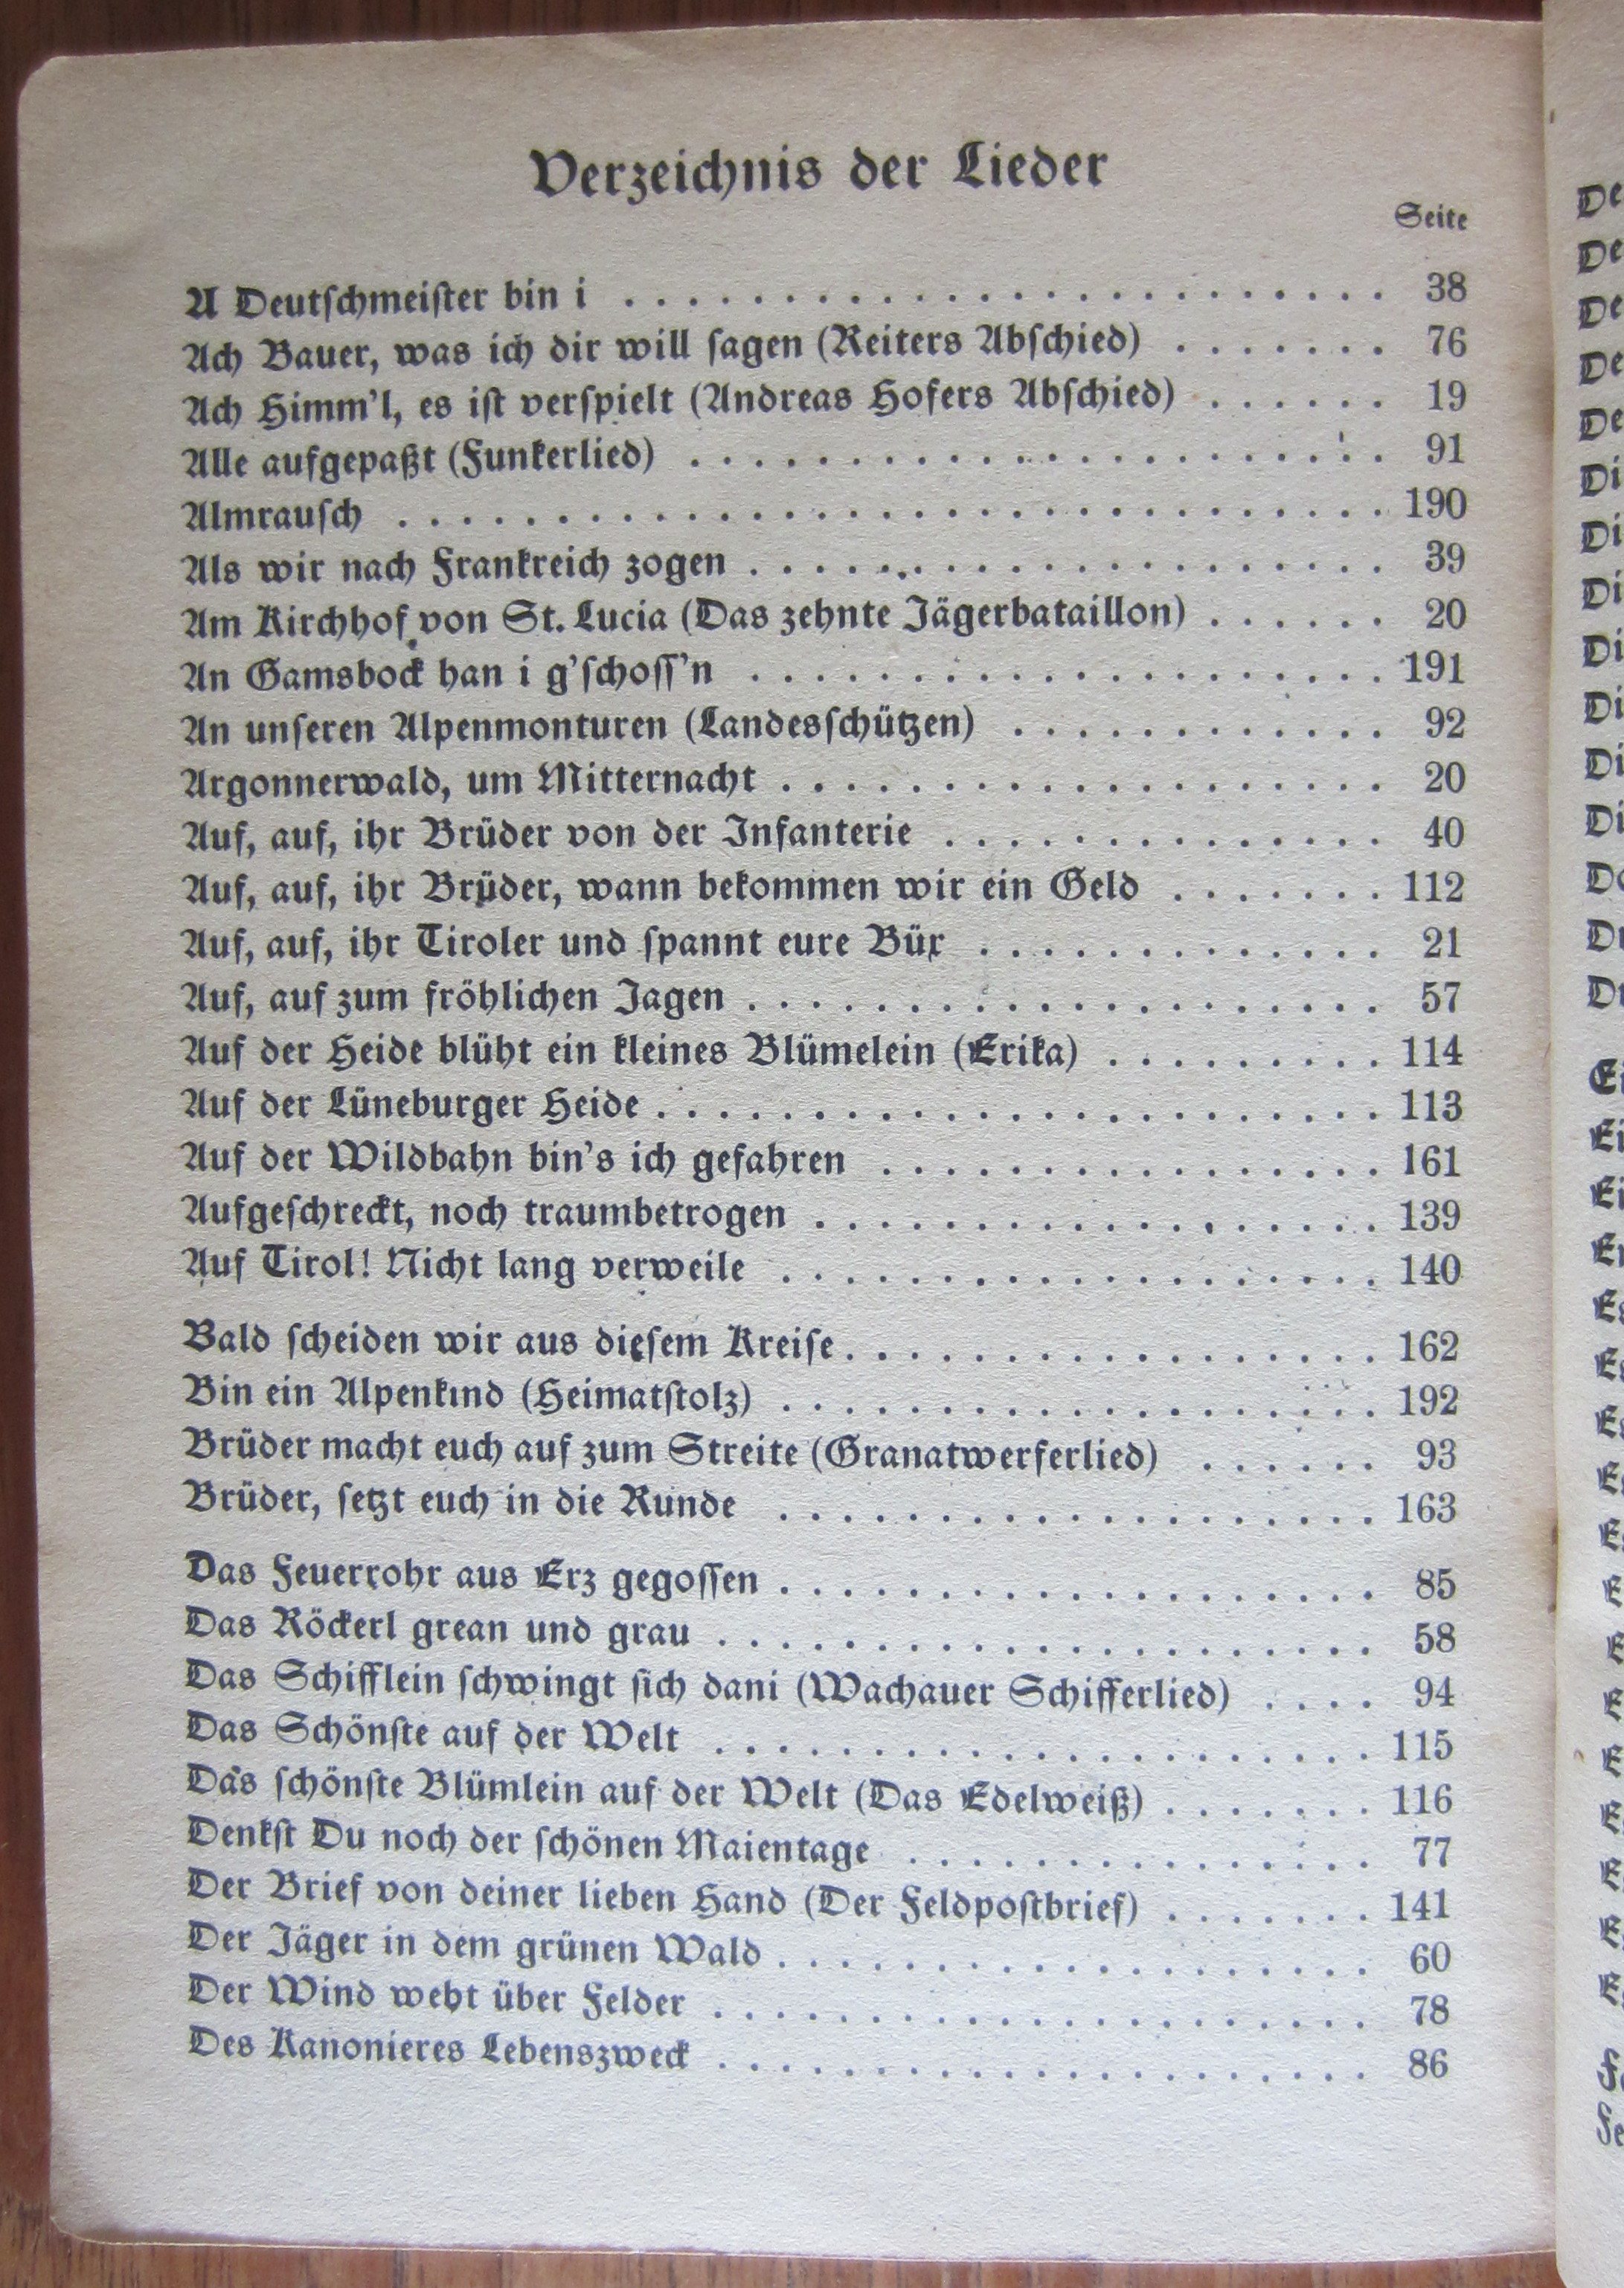 Verzeichnis der Lieder
Seite
A Deutschmeister bin i . . . . . . . . . . . . . . . . . . . . . . . . 38
Ach Bauer, was ich dir will sagen (Reiters Abschied) . . . . . . . 76
Ach Himm'l, es ist verspielt (Andreas Hofers Abschied) . . . . . . 19
Alle aufgepaßt (Funkerlied) . . . . . . . . . . . . . . . . . . . . . . 91
Almrausch . . . . . . . . . . . . . . . . . . . . . . . . . . . . . . . 190
Als wir nach Frankreich zogen . . . . . . . . . . . . . . . . . . . . 39
Am Kirchhof von St. Lucia (Das zehnte Jägerbataillon) . . . . . . 20
An Gamsbock han i g'schoss'n . . . . . . . . . . . . . . . . . . . . 191
An unseren Alpenmonturen (Landesschützen) . . . . . . . . . . . . 92
Argonnerwald, um Mitternacht . . . . . . . . . . . . . . . . . . . 20
Auf, auf, ihr Brüder von der Infanterie . . . . . . . . . . . . . . 40
Auf, auf, ihr Brüder, wann bekommen wir ein Geld . . . . . . . 112
Auf, auf, ihr Tiroler und spannt eure Büx . . . . . . . . . . . . . 21
Auf, auf zum fröhlichen Jagen . . . . . . . . . . . . . . . . . . . . 57
Auf der Heide blüht ein kleines Blümelein (Erika) . . . . . . . . . 114
Auf der Lüneburger Heide . . . . . . . . . . . . . . . . . . . . . . . 113
Auf der Wildbahn bin's ich gefahren . . . . . . . . . . . . . . . . 161
Aufgeschreckt, noch traumbetrogen . . . . . . . . . . . . . . . . . . 139
Auf Tirol! Nicht lang verweile . . . . . . . . . . . . . . . . . . . 140
Bald scheiden wir aus diesem Kreise . . . . . . . . . . . . . . . . . 162
Bin ein Alpenkind (Heimatstolz) . . . . . . . . . . . . . . . . . . . 192
Brüder macht euch auf zum Streite (Granatwerferlied) . . . . . . 93
Brüder, setzt euch in die Runde . . . . . . . . . . . . . . . . . . . 163
Das Feuerrohr aus Erz gegossen . . . . . . . . . . . . . . . . . . . 85
Das Röckerl grean und grau . . . . . . . . . . . . . . . . . . . . . 58
Das Schifflein schwingt sich dani (Wachauer Schifferlied) . . . . 94
Das Schönste auf der Welt . . . . . . . . . . . . . . . . . . . . . 115
Das schönste Blümlein auf der Welt (Das Edelweiß) . . . . . . . 116
Denkst Du noch der schönen Maientage . . . . . . . . . . . . . . . 77
Der Brief von deiner lieben Hand (Der Feldpostbrief) . . . . . . . 141
Der Jäger in dem grünen Wald . . . . . . . . . . . . . . . . . . . 60
Der Wind weht über Felder . . . . . . . . . . . . . . . . . . . . . 78
Des Kanonieres Lebenszweck . . . . . . . . . . . . . . . . . . . . . 86